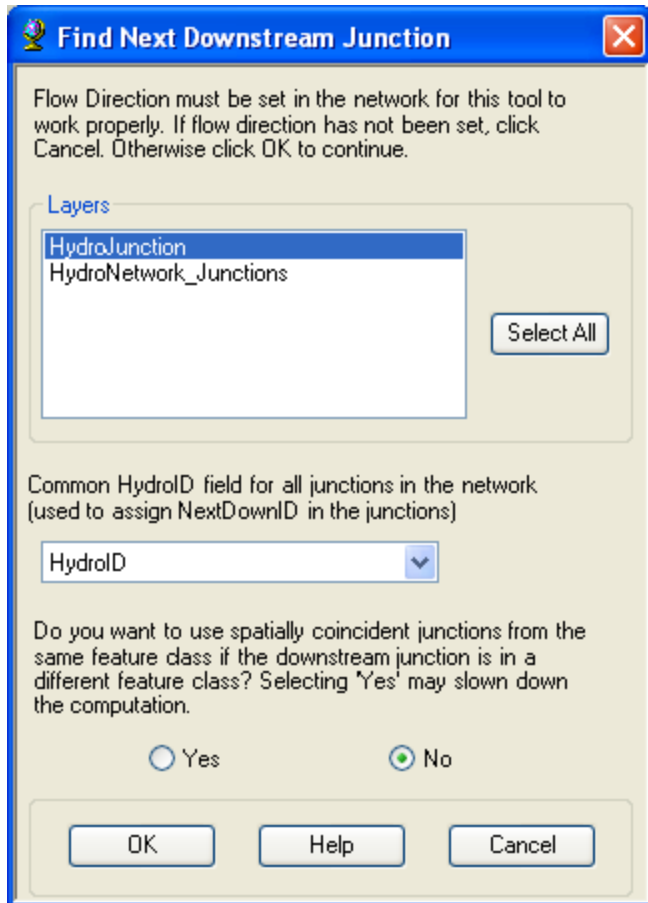 Find Next Downstream Junction
Flow Direction must be set in the network for this tool to
work properly. If flow direction has not been set, click
Cancel. Otherwise click OK to continue.
Layers
HydroJunction
HydroNetwork_Junctions
Select All
Common HydroID field for all junctions in the network
(used to assign NextDownID in the junctions)
HydroID
Do you want to use spatially coincident junctions from the
same feature class if the downstream junction is in a
different feature class? Selecting 'Yes' may slown down
the computation.
Yes No
OK Help Cancel